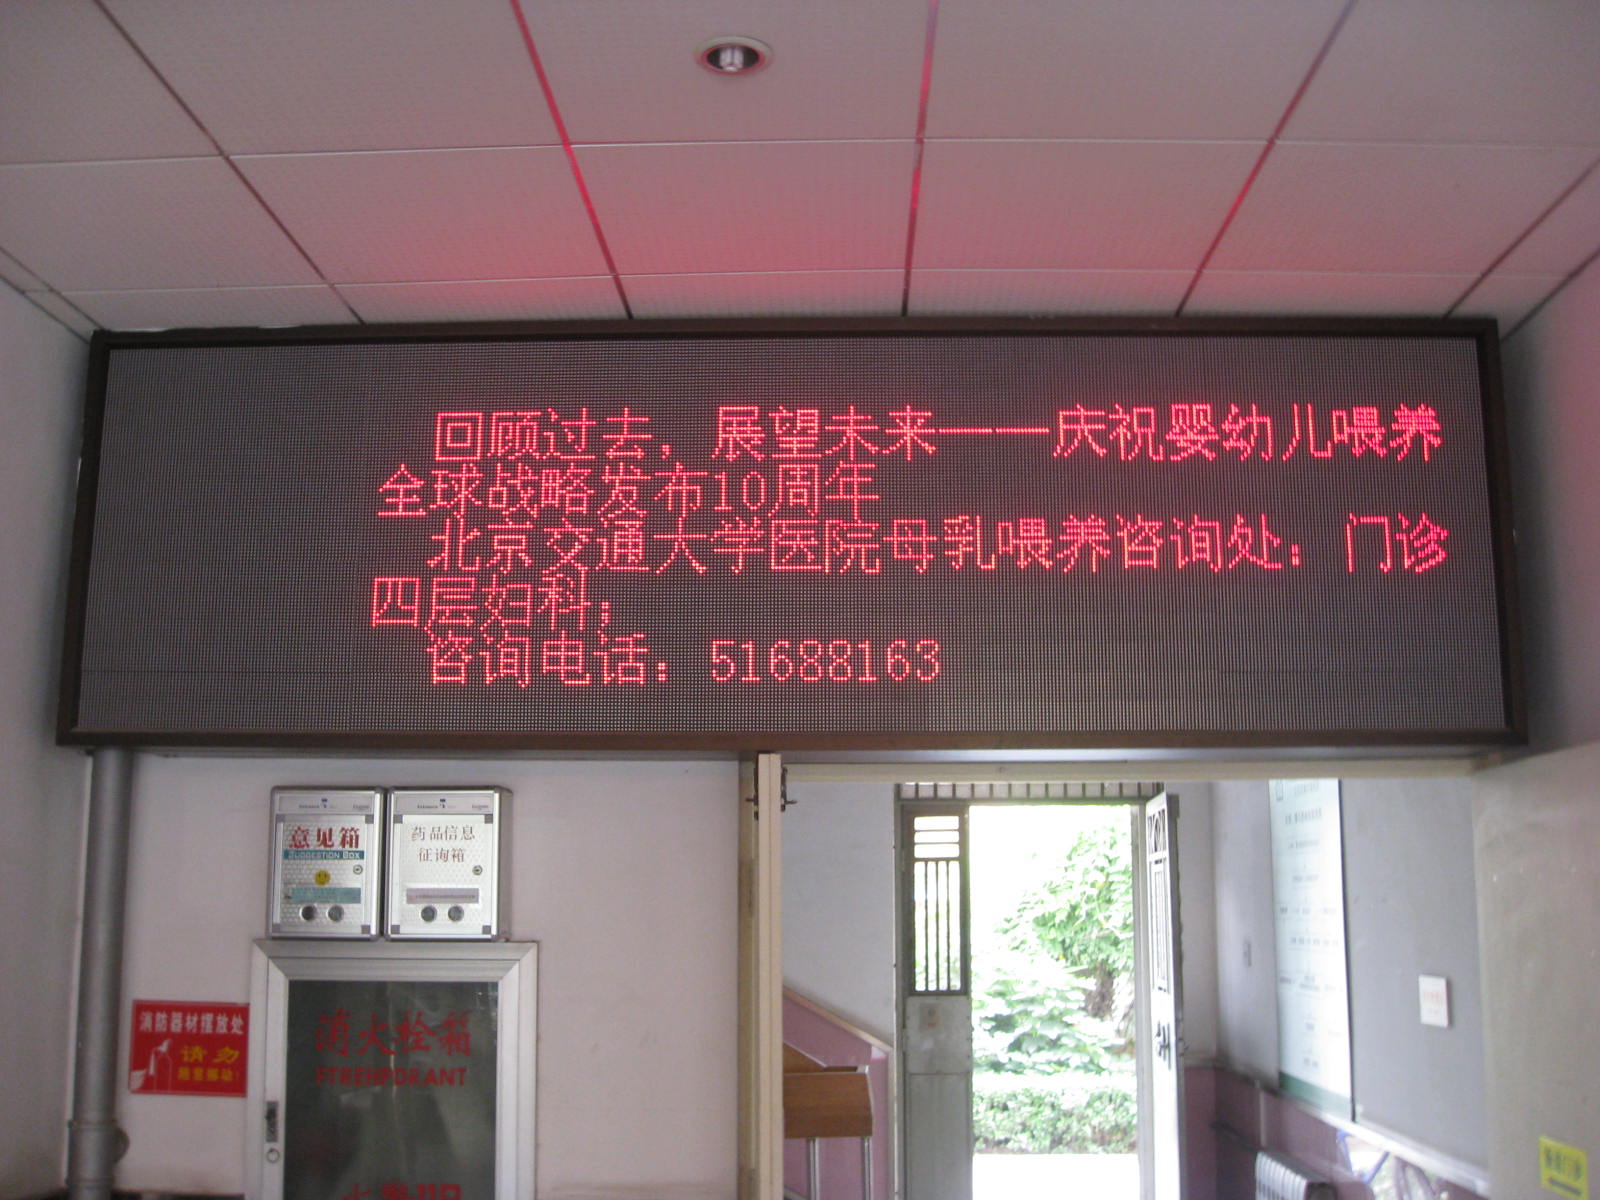 回顾过去，展望未来——庆祝婴幼儿喂养
全球战略发布10周年
北京交通大学医院母乳喂养咨询处：门诊
四层妇科；
咨询电话：51688163
意见箱
SUGGESTION BOX
药品信息
征询箱
消防器材摆放处
请勿
随意挪动！
消火栓箱